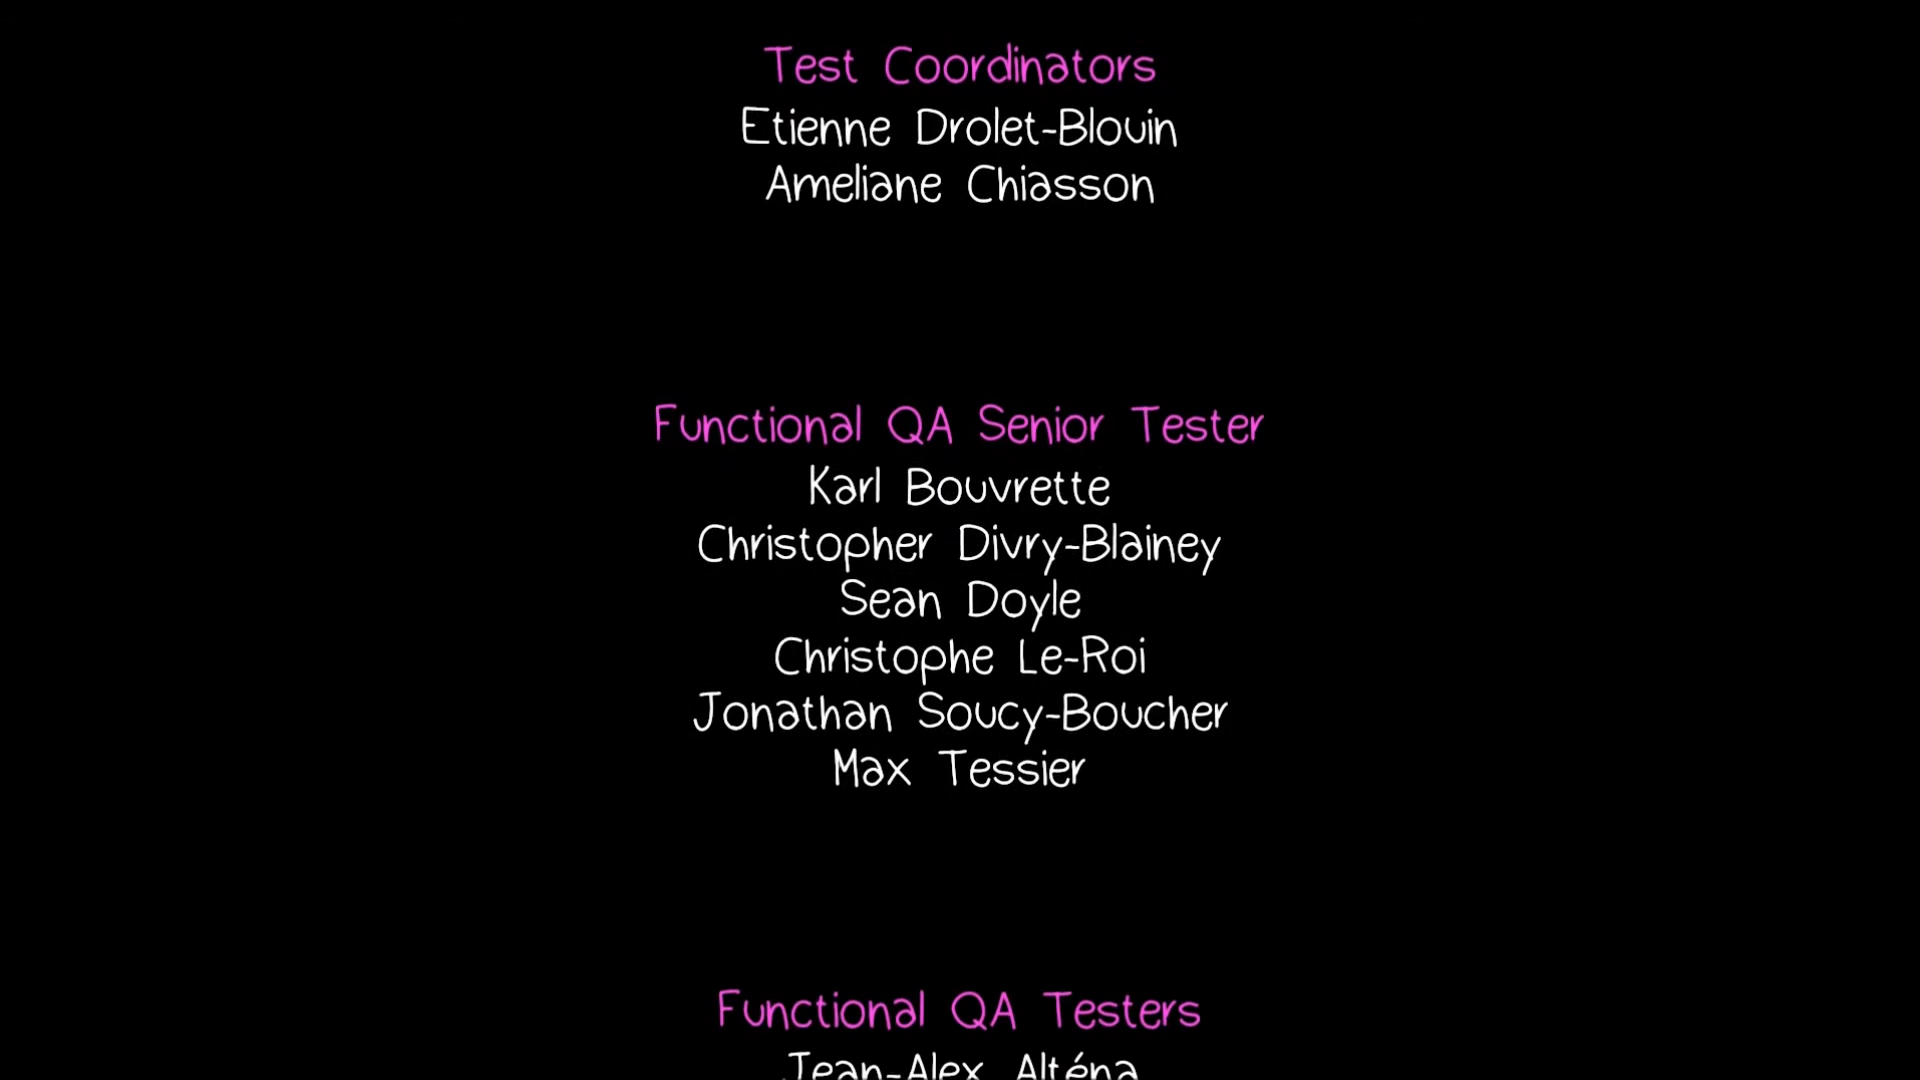 Test Coordinators
Etienne Drolet-Blouin
Ameliane Chiasson
Functional QA Senior Tester
Karl Bouvrette
Christopher Divry-Blainey
Sean Doyle
Christophe Le-Roi
Jonathan Soucy-Boucher
Max Tessier
Functional QA Testers
Jean-Alex Alténa